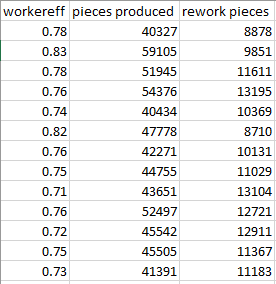 workereff pieces produced rework pieces
0.78 40327 8878
0.83 59105 9851
0.78 51945 11611
0.76 54376 13195
0.74 40434 10369
0.82 47778 8710
0.76 42271 10131
0.75 44755 11029
0.71 43651 13104
0.76 52497 12721
0.72 45542 12911
0.75 45505 11367
0.73 41391 11183